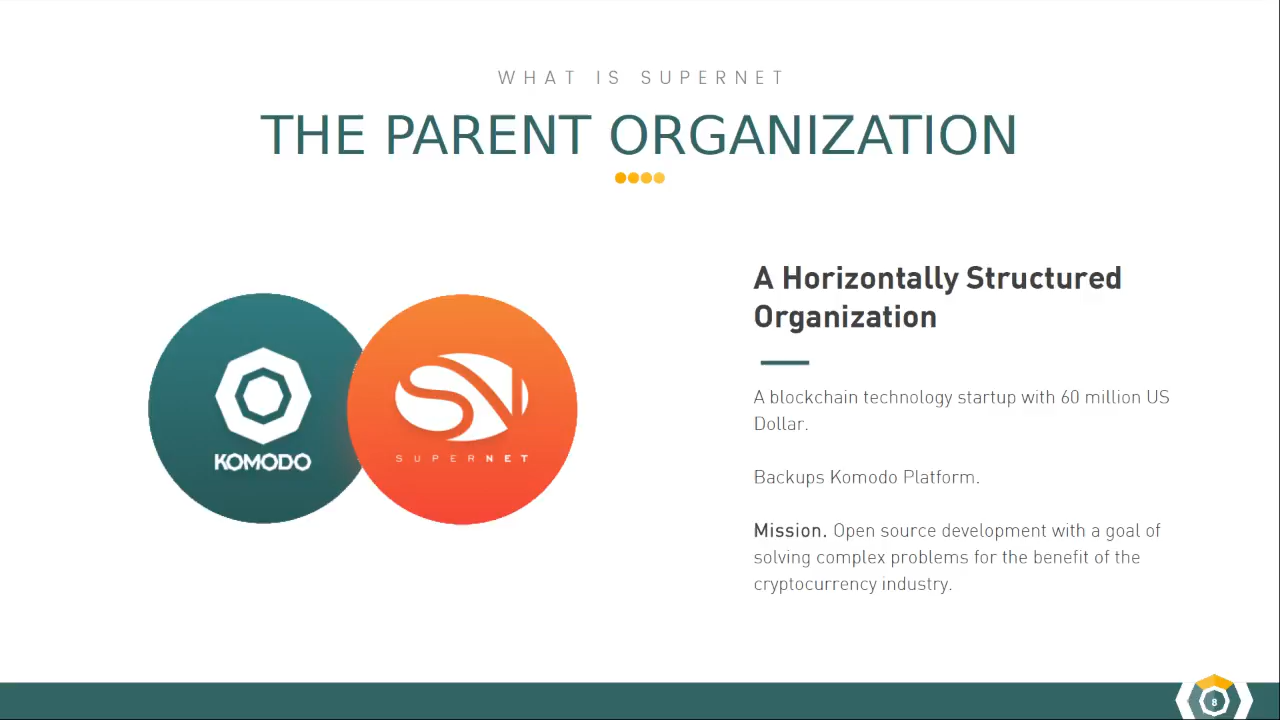 WHAT IS SUPERNET
THE PARENT ORGANIZATION
A Horizontally Structured
Organization
KOMODO
SUPERNET
A blockchain technology startup with 60 million US
Dollar.
Backups Komodo Platform.
Mission. Open source development with a goal of
solving complex problems for the benefit of the
cryptocurrency industry.
8